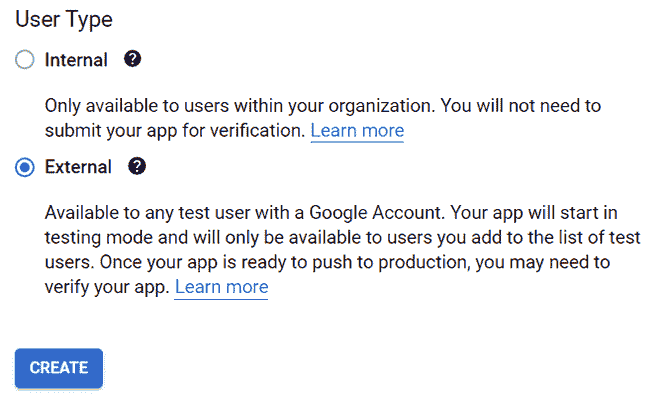 User Type
Internal ?
Only available to users within your organization. You will not need to
submit your app for verification. Learn more
External ?
Available to any test user with a Google Account. Your app will start in
testing mode and will only be available to users you add to the list of test
users. Once your app is ready to push to production, you may need to
verify your app. Learn more
CREATE